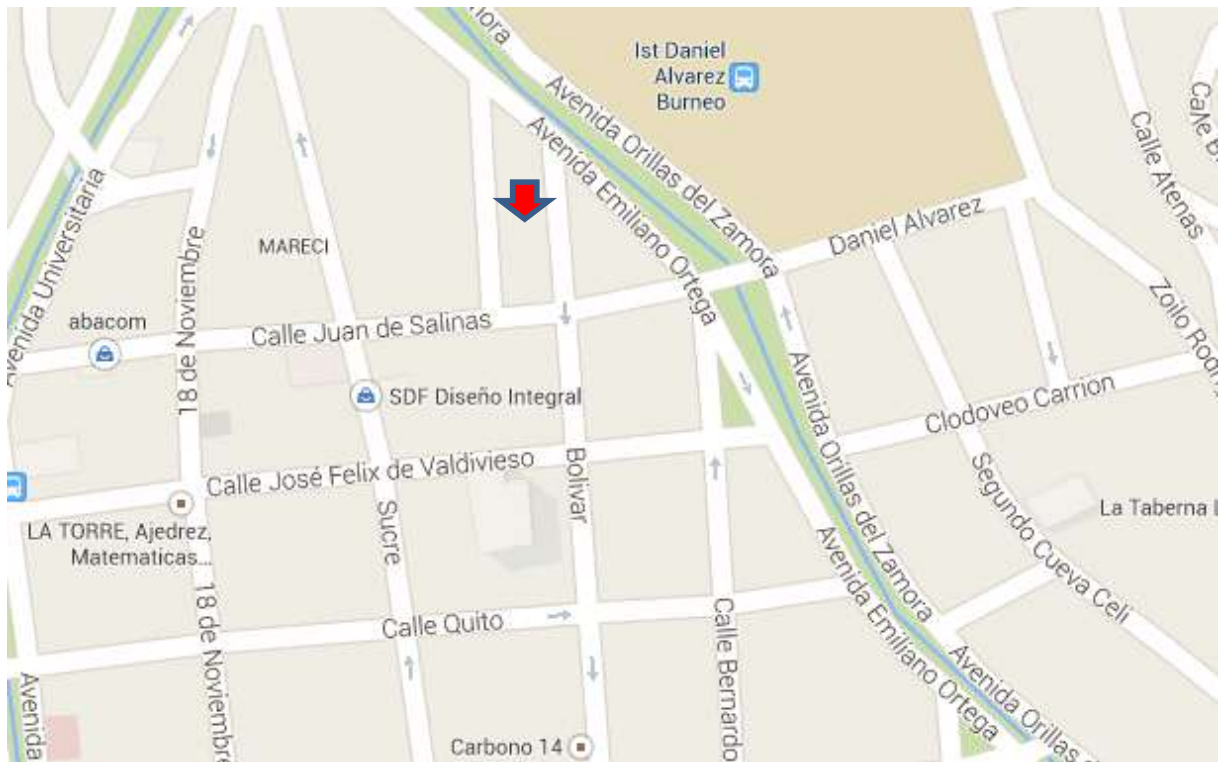 nora
Ist Daniel
Alvarez
Burneo
Avenida Orillas del Zamora
Avenida Emiliano Ortega
Calle Atenas
Avenida Universitaria
18 de Noviembre
MARECI
Daniel Alvarez
abacom
Calle Juan de Salinas
SDF Diseño Integral
Clodoveo Carrion
Avenida Orillas del Zamora
Calle José Felix de Valdivieso
Bolivar
Sucre
LA TORRE, Ajedrez,
Matematicas...
La Taberna
Segundo Cueva Celi
Avenida Emiliano Ortega
18 de Noviembre
Calle Quito
Calle Bernardo
Avenida
Avenida Orillas
Carbono 14